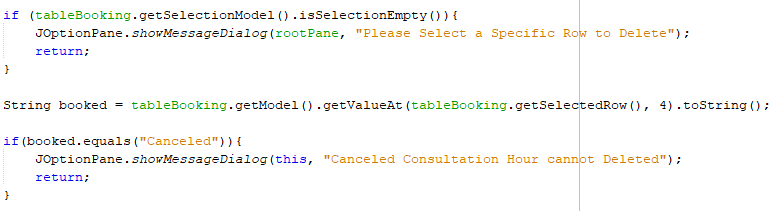 if (tableBooking.getSelectionModel().isSelectionEmpty()){
JOptionPane.showMessageDialog(rootPane, "Please Select a Specific Row to Delete");
return;
}
String booked = tableBooking.getModel().getValueAt(tableBooking.getSelectedRow(), 4).toString();
if(booked.equals("Canceled")){
JOptionPane.showMessageDialog(this, "Canceled Consultation Hour cannot Deleted");
return;
}